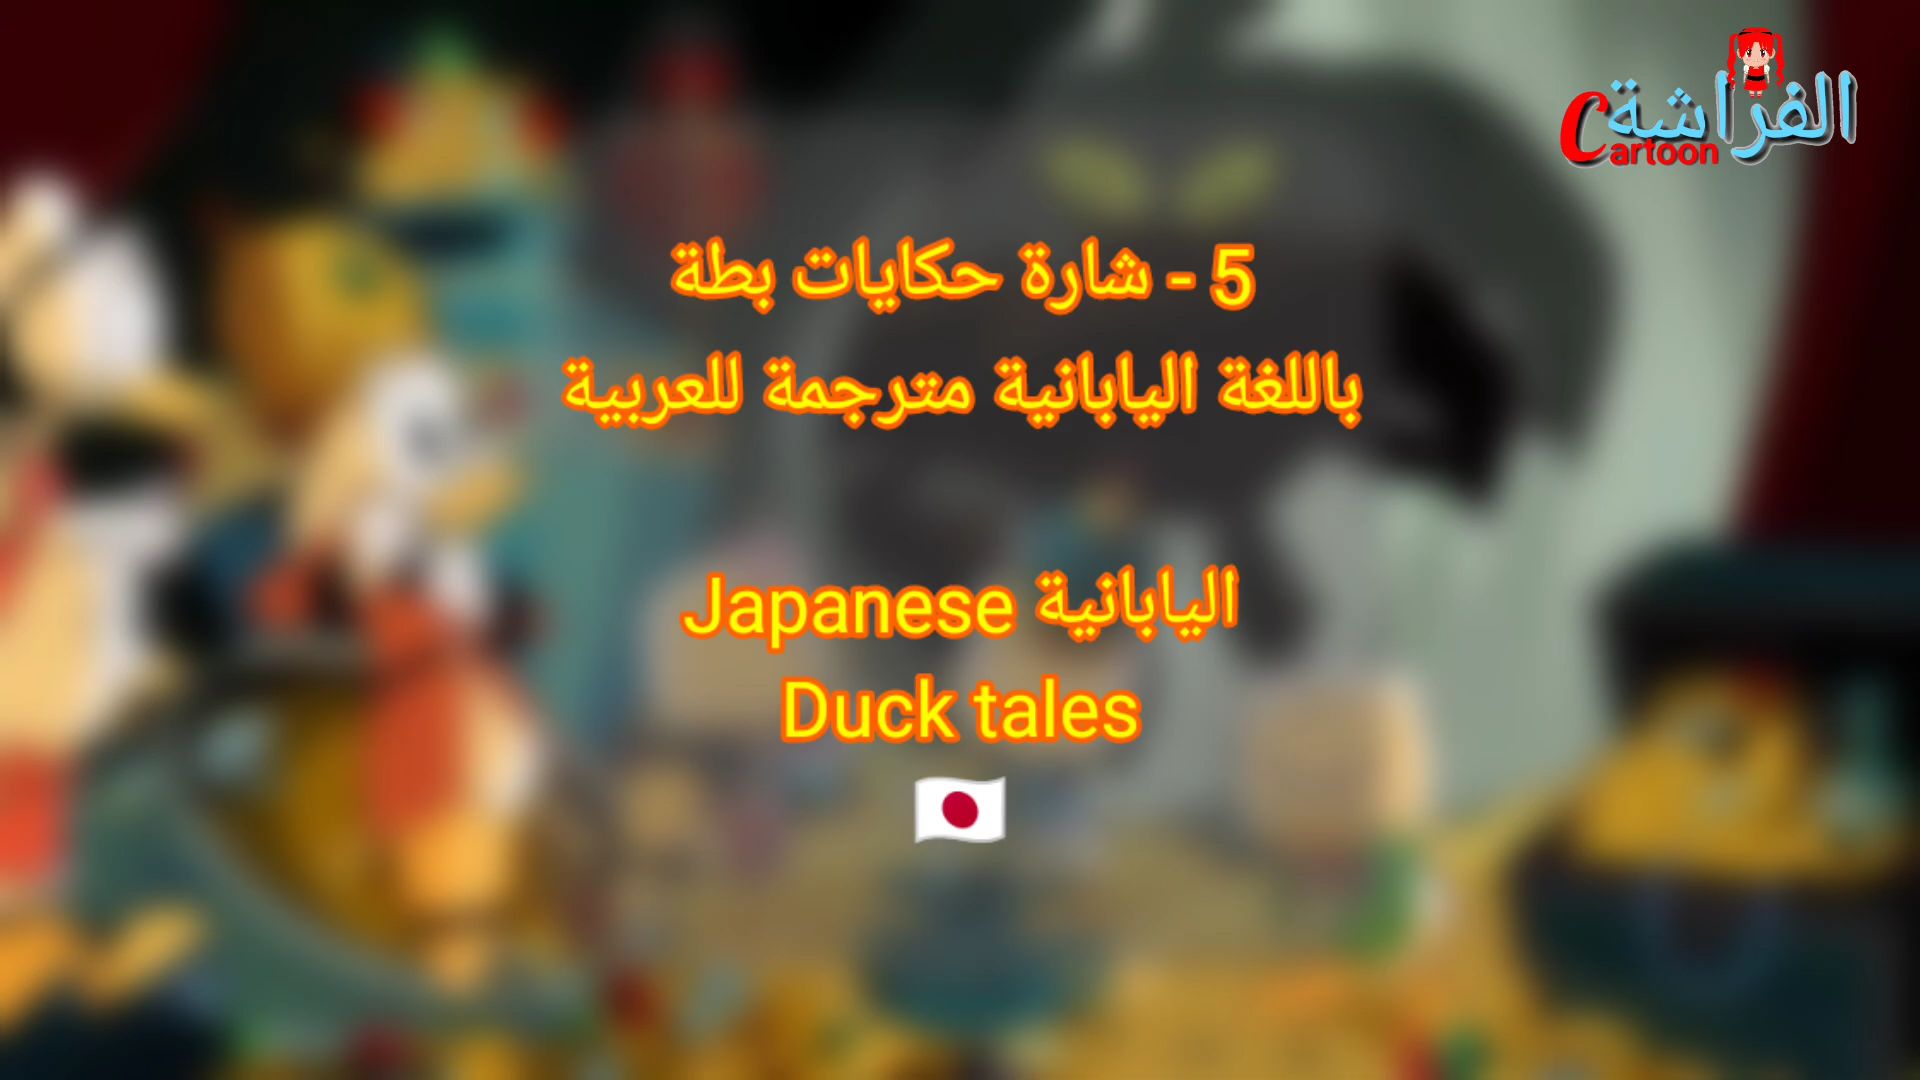 الفراشة
Cartoon
5 - شارة حكايات بطة
باللغة اليابانية مترجمة للعربية
اليابانية Japanese
Duck tales